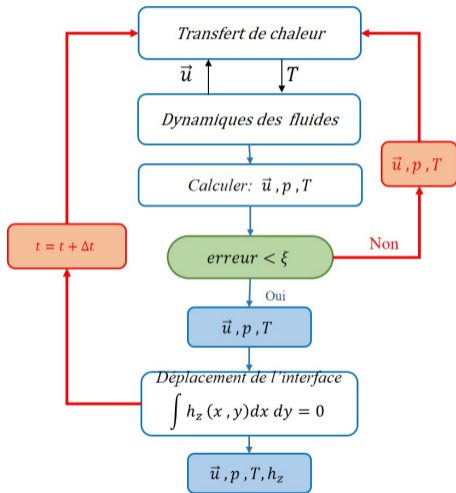 Transfert de chaleur
u⃗
T
Dynamiques des fluides
Calculer: u⃗ , p , T
u⃗ , p , T
t = t + Δt
erreur < ξ
Non
Oui
u⃗ , p , T
Déplacement de l'interface
∫ h_z (x , y)dx dy = 0
u⃗ , p , T, h_z